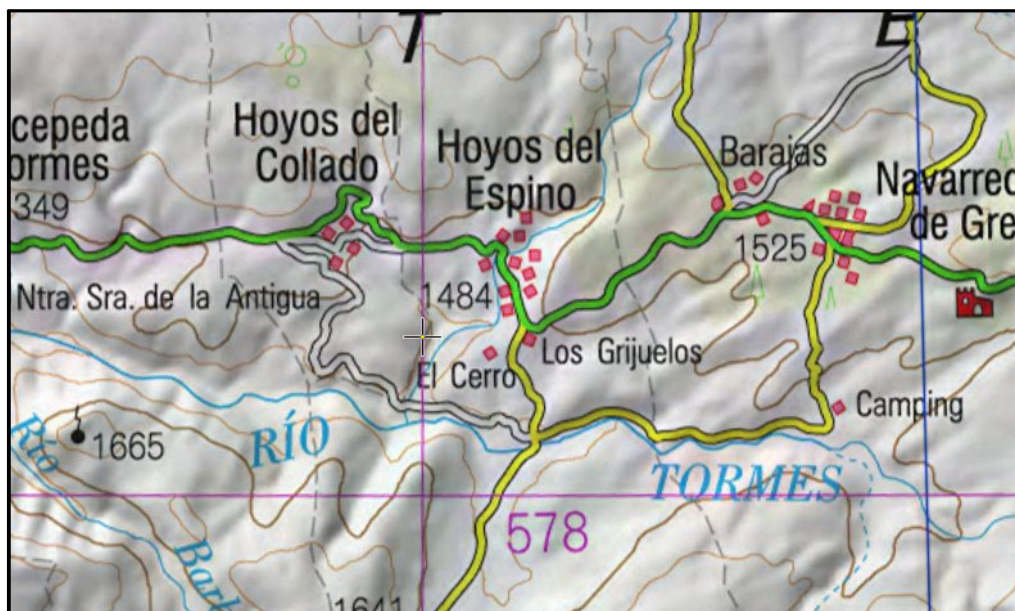 T
E
cepeda
ormes
349
Hoyos del
Collado
Hoyos del
Espino
Barajas
Navarred
de Gre
1525
Ntra. Sra. de la Antigua
1484
Los Grijuelos
El Cerro
Camping
1665
Río
RÍO
TORMES
578
Barb
1641